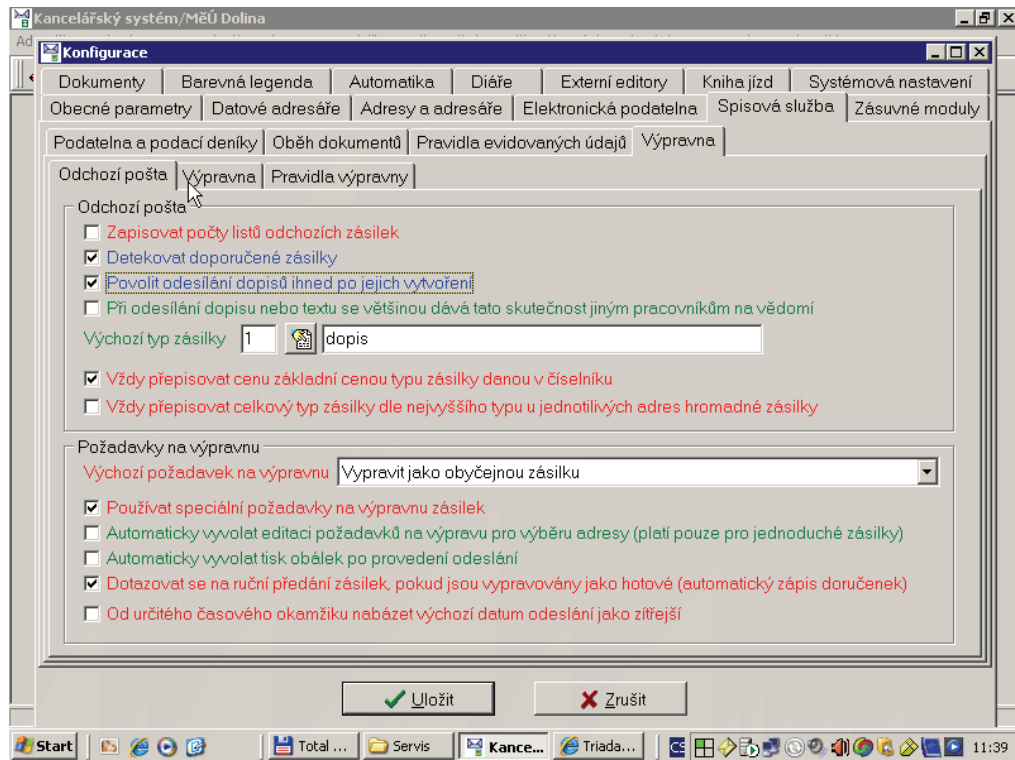 Kancelářský systém/MěÚ Dolina
Konfigurace
Dokumenty Barevná legenda Automatika Diáře Externí editory Kniha jízd Systémová nastavení
Obecné parametry Datové adresáře Adresy a adresáře Elektronická podatelna Spisová služba Zásuvné moduly
Podatelna a podací deníky Oběh dokumentů Pravidla evidovaných údajů Výpravna
Odchozí pošta Výpravna Pravidla výpravny
Odchozí pošta
Zapisovat počty listů odchozích zásilek
Detekovat doporučené zásilky
Povolit odesílání dopisů ihned po jejich vytvoření
Při odesílání dopisu nebo textu se většinou dává tato skutečnost jiným pracovníkům na vědomí
Výchozí typ zásilky 1 dopis
Vždy přepisovat cenu základní cenou typu zásilky danou v číselníku
Vždy přepisovat celkový typ zásilky dle nejvyššího typu u jednotilivých adres hromadné zásilky
Požadavky na výpravnu
Výchozí požadavek na výpravnu Vypravit jako obyčejnou zásilku
Používat speciální požadavky na výpravnu zásilek
Automaticky vyvolat editaci požadavků na výpravu pro výběru adresy (platí pouze pro jednoduché zásilky)
Automaticky vyvolat tisk obálek po provedení odeslání
Dotazovat se na ruční předání zásilek, pokud jsou vypravovány jako hotové (automatický zápis doručenek)
Od určitého časového okamžiku nabázet výchozí datum odeslání jako zítřejší
Uložit Zrušit
Start Total ... Servis Kance... Triada... 11:39